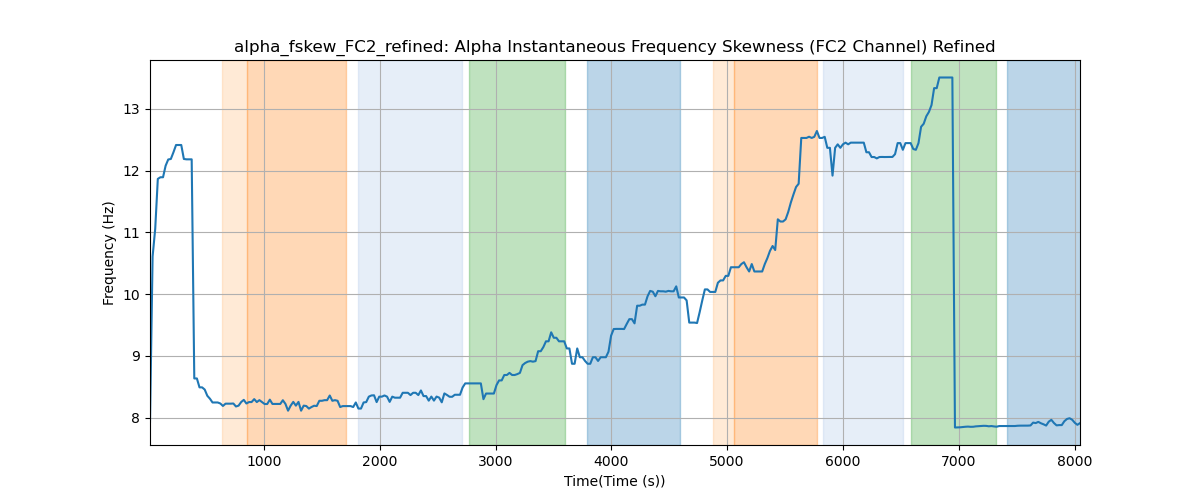 alpha_fskew_FC2_refined: Alpha Instantaneous Frequency Skewness (FC2 Channel) Refined
Frequency (Hz)
13
12
11
10
9
8
1000 2000 3000 4000 5000 6000 7000 8000
Time(Time (s))